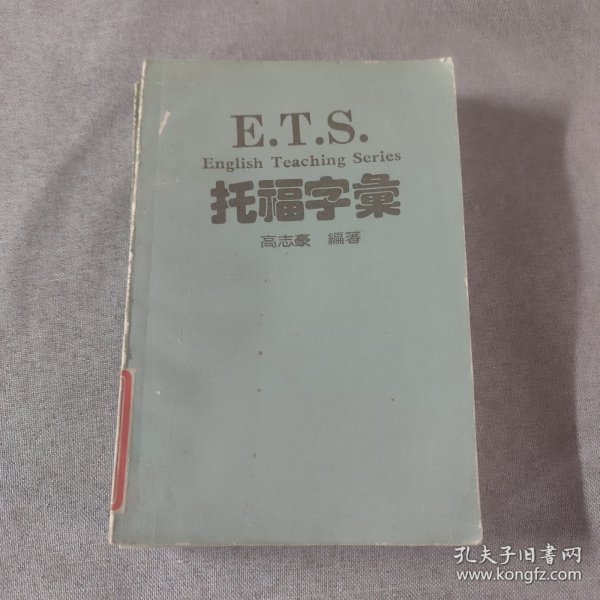 E.T.S.
English Teaching Series
托福字彙
高志豪 編著
孔夫子旧书网
www.kongfz.com